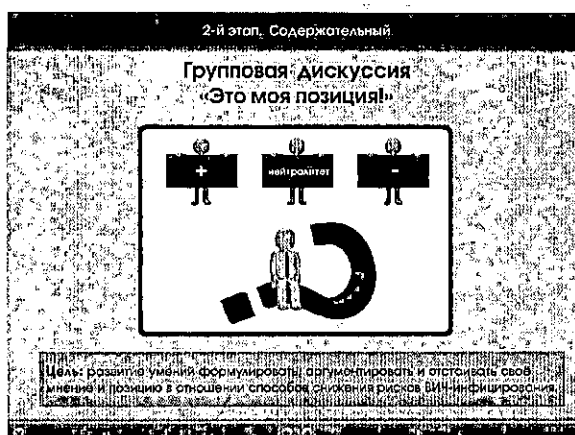 2-й этап. Содержательный
Групповая дискуссия
«Это моя позиция!»
+
нейтралитет
-
Цель: развитие умений формулировать, аргументировать и отстаивать своё
мнение и позицию в отношении способов снижения рисков ВИЧ-инфицирования.